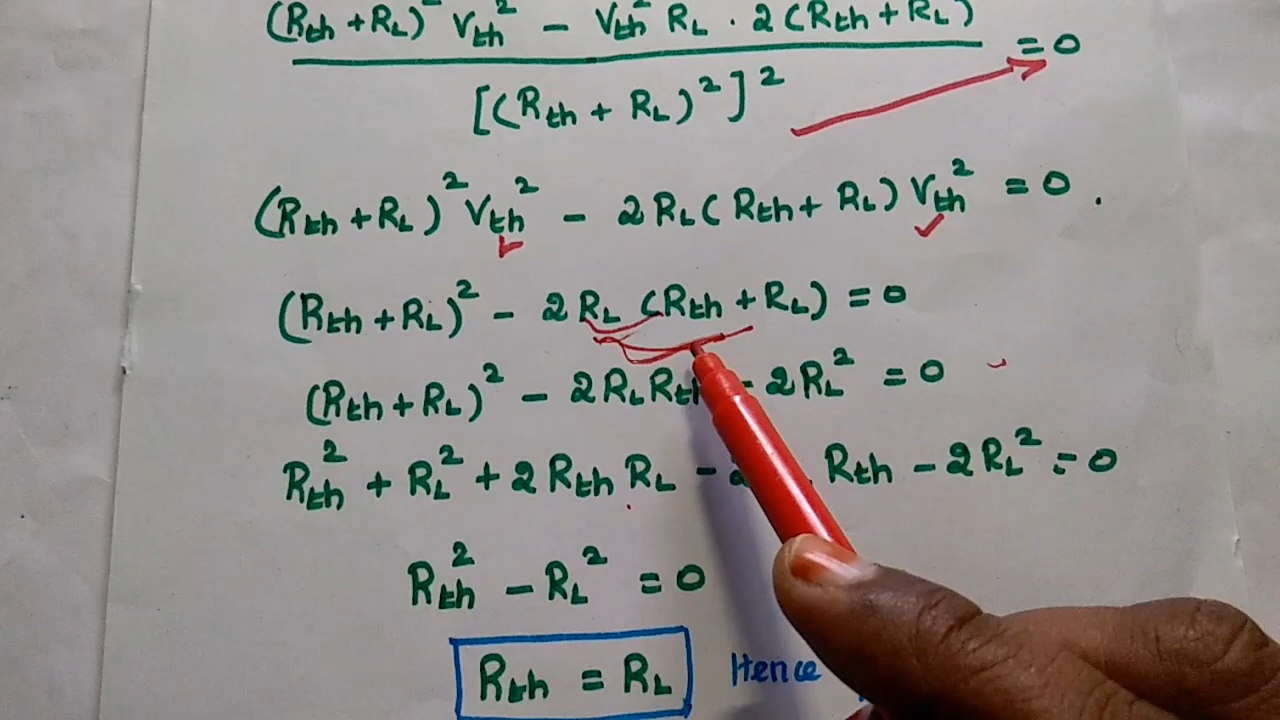 (Rth + RL)² Vth² − Vth² RL · 2 (Rth + RL)
= 0
[(Rth + RL)²]²
(Rth + RL)² Vth² − 2 RL (Rth + RL) Vth² = 0 .
(Rth + RL)² − 2 RL (Rth + RL) = 0
(Rth + RL)² − 2 RL Rth − 2 RL² = 0
Rth² + RL² + 2 Rth RL − Rth − 2 RL² = 0
Rth² − RL² = 0
Rth = RL Hence